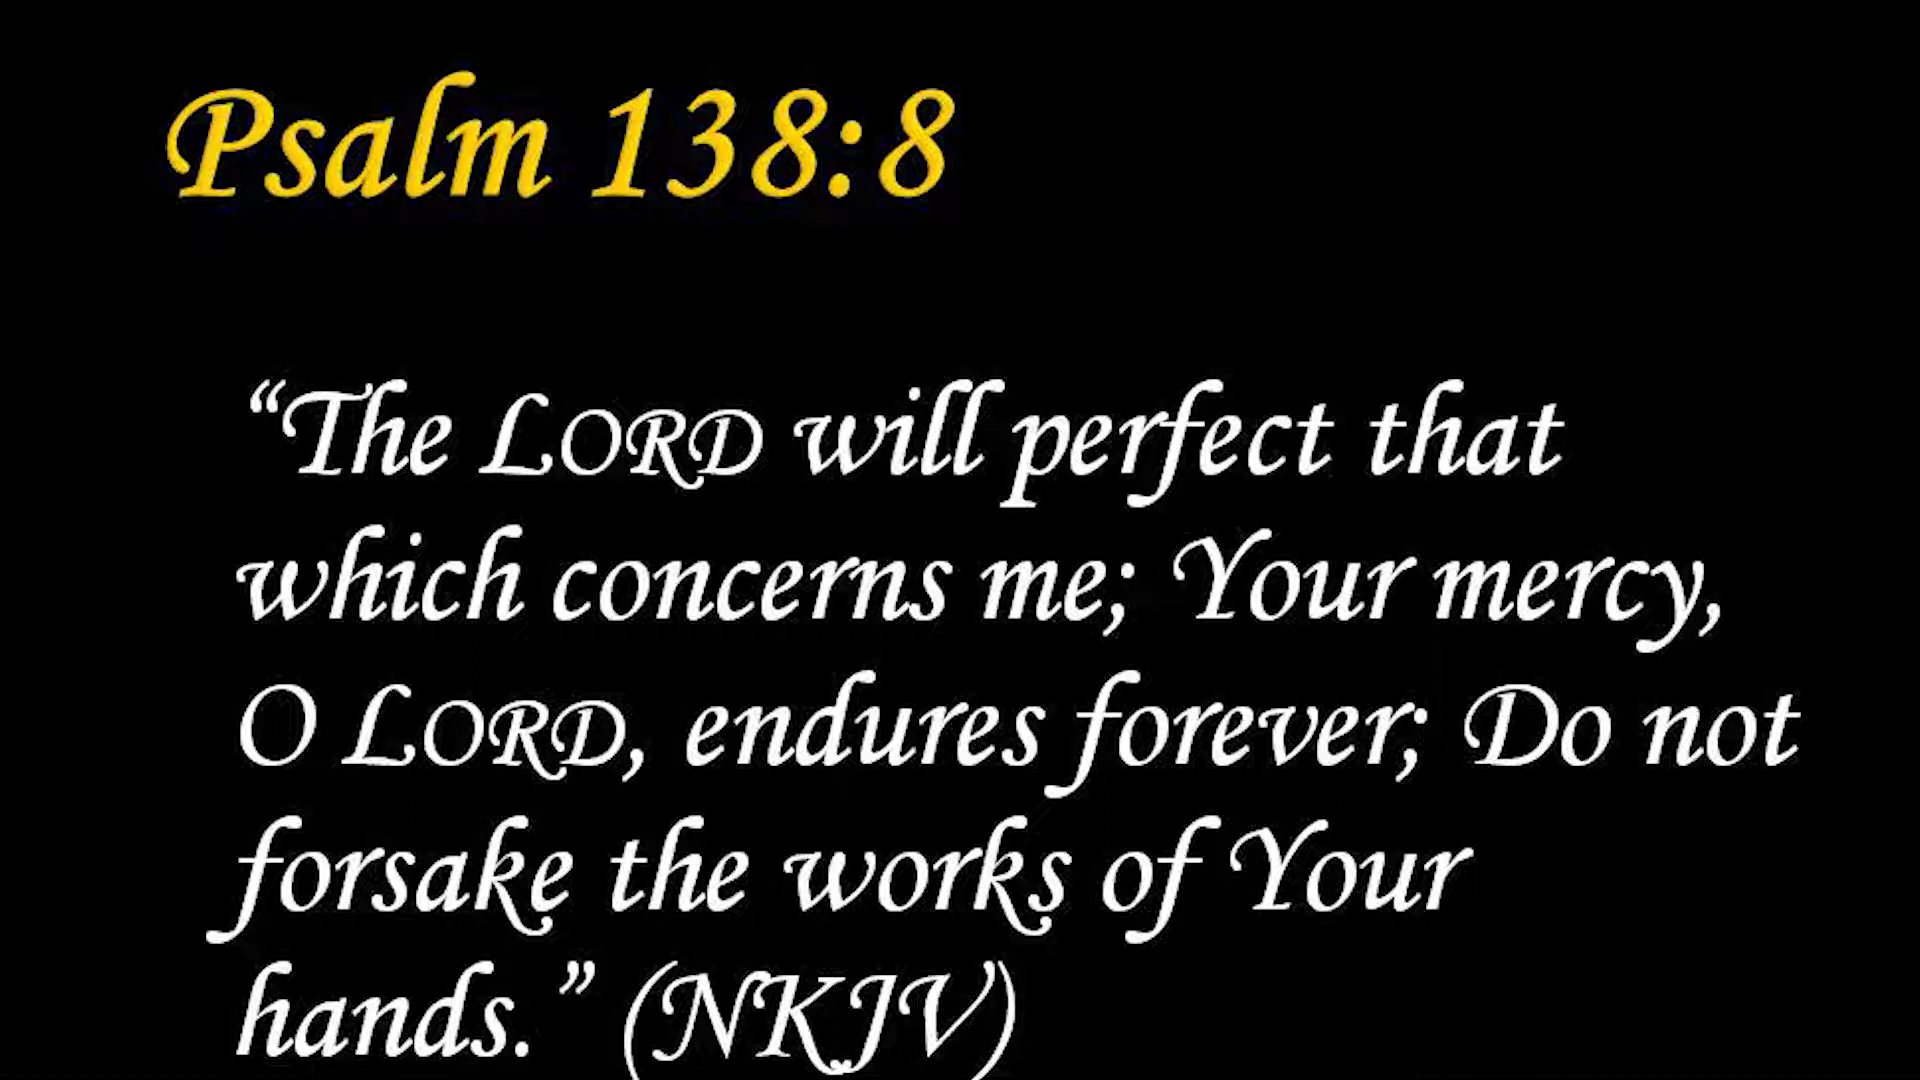 Psalm 138:8
“The LORD will perfect that
which concerns me; Your mercy,
O LORD, endures forever; Do not
forsake the works of Your
hands.” (NKJV)